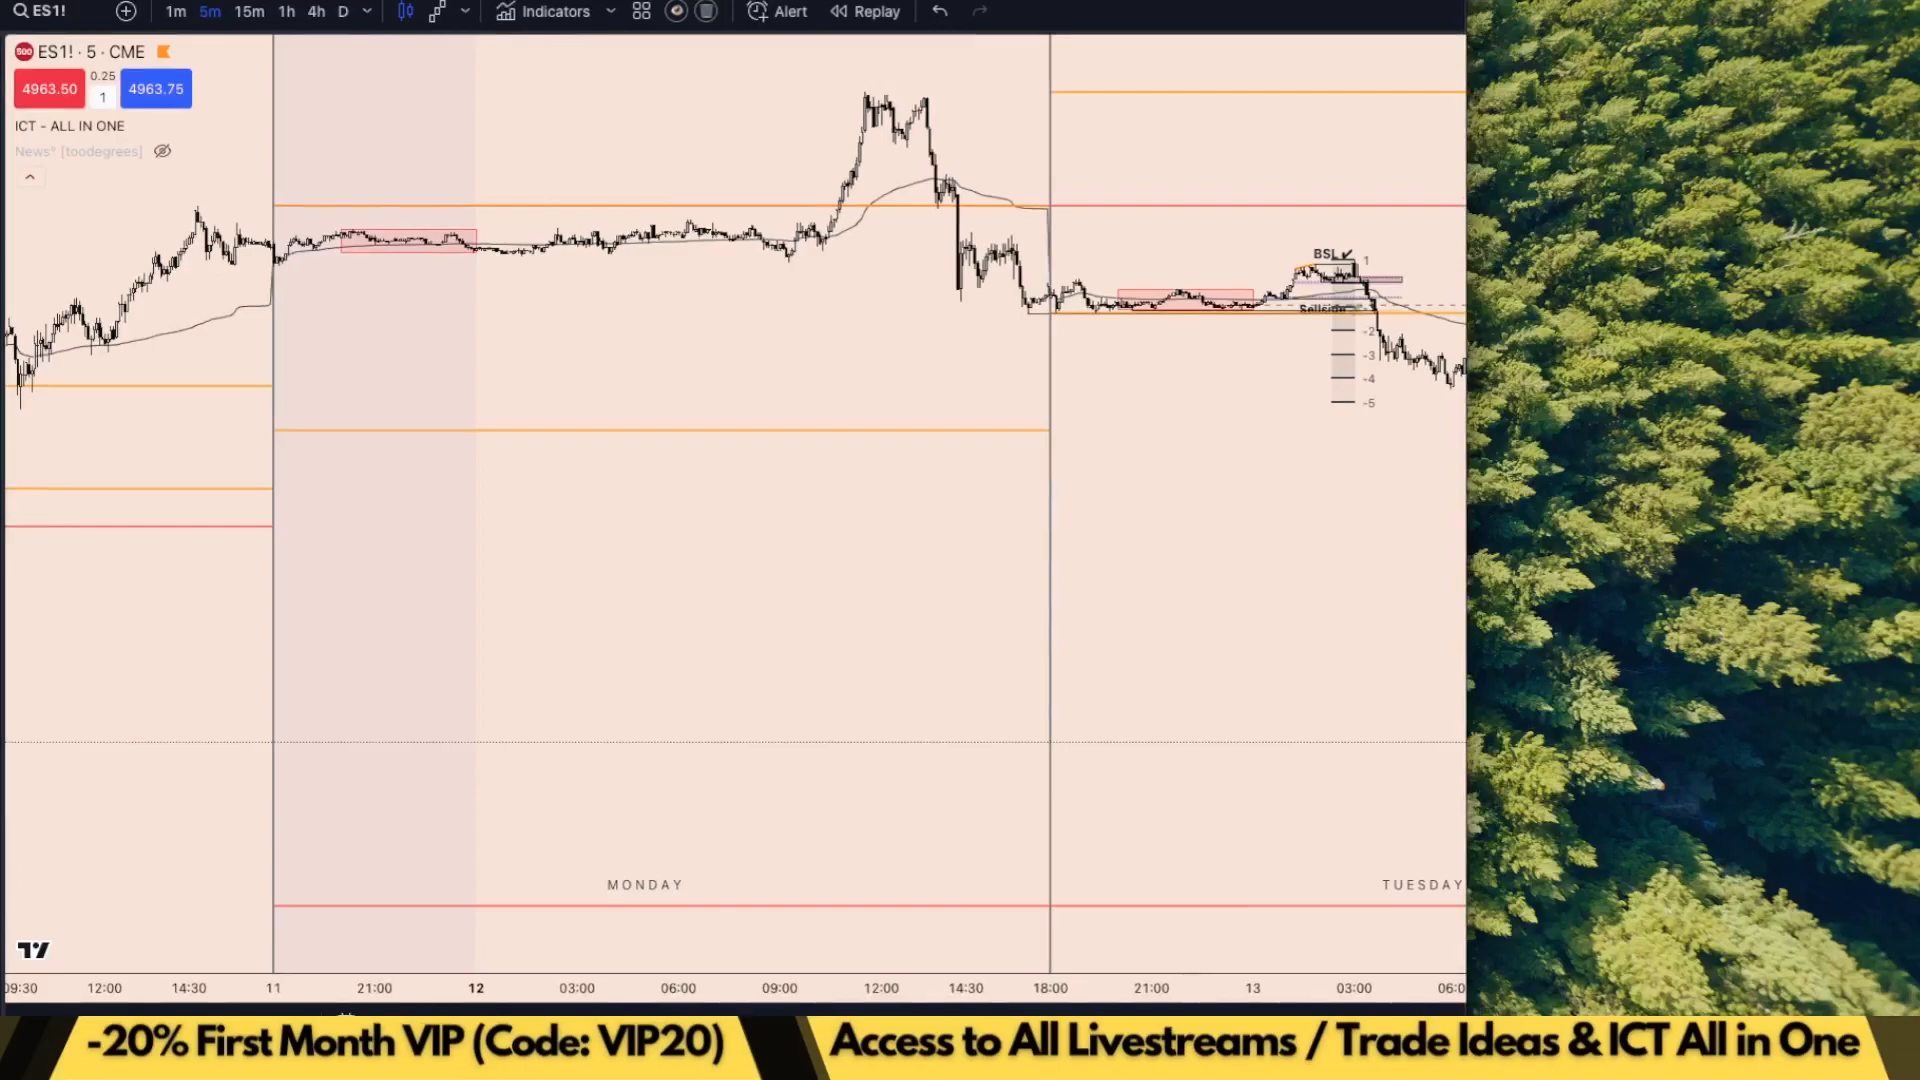 ES1!
1m 5m 15m 1h 4h D
Indicators
Alert
Replay
500 ES1! · 5 · CME
4963.50
0.25
1
4963.75
ICT - ALL IN ONE
News° [toodegrees]
BSL ✓
1
Sellside
-2
-3
-4
-5
MONDAY
TUESDAY
09:30 12:00 14:30 11 21:00 12 03:00 06:00 09:00 12:00 14:30 18:00 21:00 13 03:00
-20% First Month VIP (Code: VIP20)
Access to All Livestreams / Trade Ideas & ICT All in One